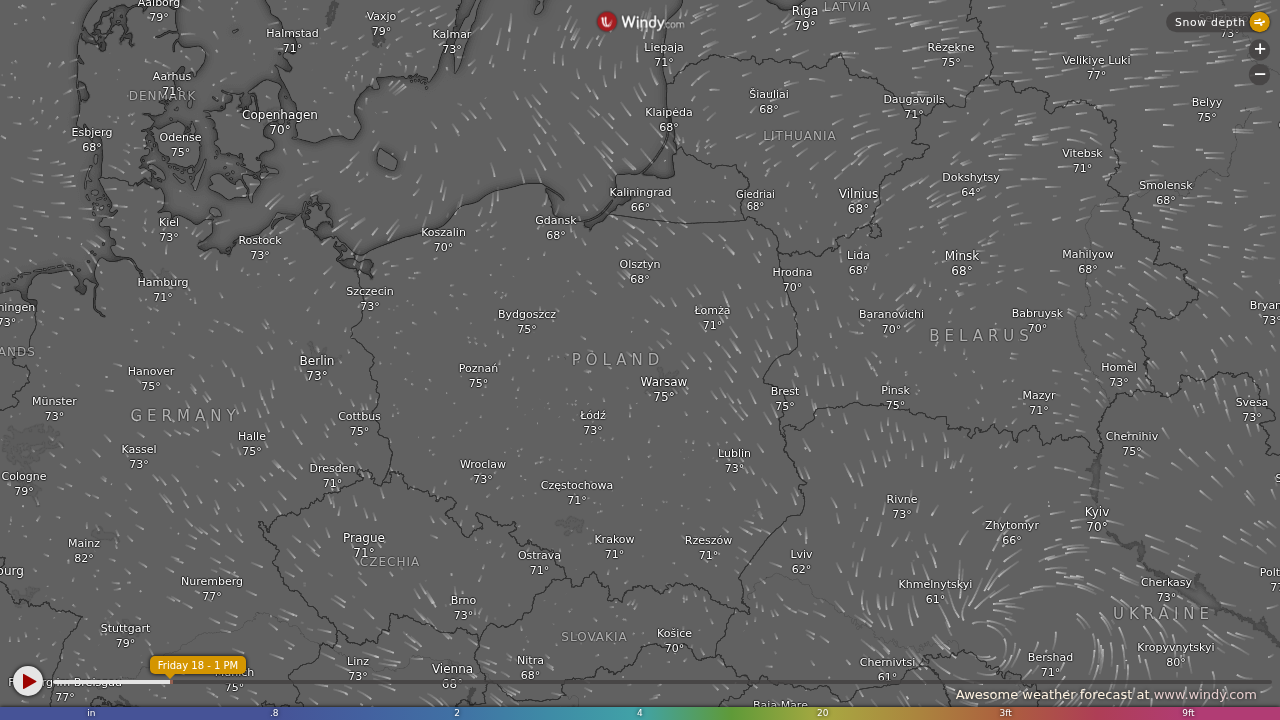 Aalborg
79°
Vaxjo
79°
Halmstad
71°
Kalmar
73°
Windy.com
Riga
79°
LATVIA
Snow depth
73°
+
−
Liepaja
71°
Rēzekne
75°
Velikiye Luki
77°
Aarhus
71°
DENMARK
Copenhagen
70°
Klaipėda
68°
Šiauliai
68°
Daugavpils
71°
Belyy
75°
Esbjerg
68°
Odense
75°
LITHUANIA
Vitebsk
71°
Kaliningrad
66°
Giedriai
68°
Vilnius
68°
Dokshytsy
64°
Smolensk
68°
Kiel
73°
Rostock
73°
Koszalin
70°
Gdansk
68°
Olsztyn
68°
Hrodna
70°
Lida
68°
Minsk
68°
Mahilyow
68°
Hamburg
71°
Szczecin
73°
73°
Bydgoszcz
75°
Łomża
71°
Baranovichi
70°
Babruysk
70°
73°
BELARUS
Hanover
75°
Berlin
73°
Poznań
75°
POLAND
Warsaw
75°
Brest
75°
Pinsk
75°
Homel
73°
Mazyr
71°
Svesa
73°
Münster
73°
GERMANY
Cottbus
75°
Łódź
73°
Kassel
73°
Halle
75°
Lublin
73°
Chernihiv
75°
Cologne
79°
Dresden
71°
Wroclaw
73°
Częstochowa
71°
Rivne
73°
Zhytomyr
66°
Kyiv
70°
Mainz
82°
Prague
71°
CZECHIA
Ostrava
71°
Krakow
71°
Rzeszow
71°
Lviv
62°
Nuremberg
77°
Brno
73°
Khmelnytskyi
61°
Cherkasy
73°
UKRAINE
Stuttgart
79°
SLOVAKIA
Košiće
70°
Kropyvnytskyi
80°
Friday 18 - 1 PM
75°
77°
Linz
73°
Vienna
68°
Nitra
68°
Chernivtsi
61°
Bershad
71°
Baia Mare
Awesome weather forecast at www.windy.com
in .8 2 4 20 3ft 9ft